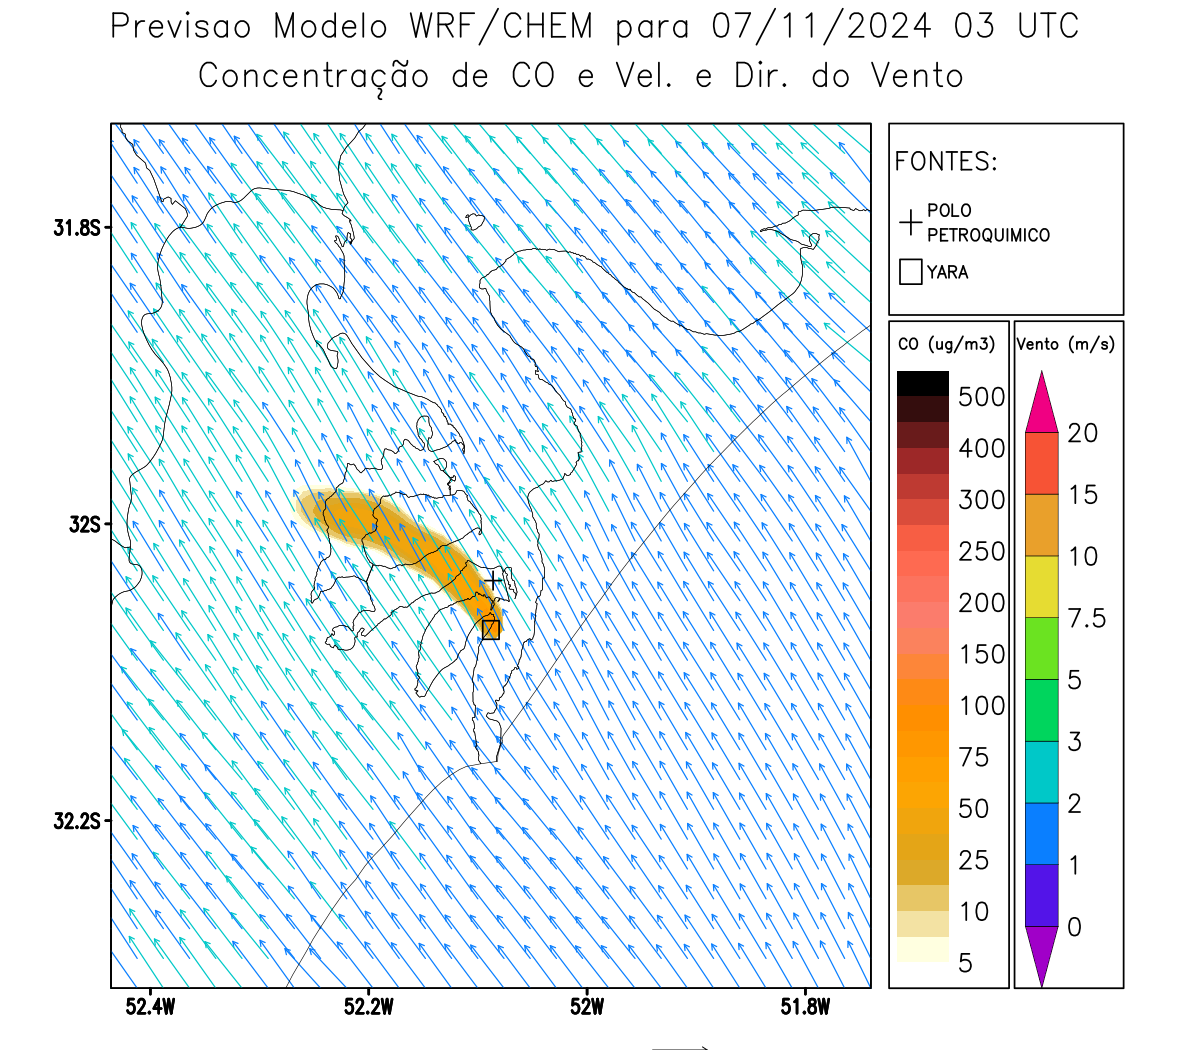 Previsao Modelo WRF/CHEM para 07/11/2024 03 UTC
Concentração de CO e Vel. e Dir. do Vento
FONTES:
POLO
PETROQUIMICO
YARA
CO (ug/m3)
500
400
300
250
200
150
100
75
50
25
10
5
Vento (m/s)
20
15
10
7.5
5
3
2
1
0
31.8S
32S
32.2S
52.4W
52.2W
52W
51.8W